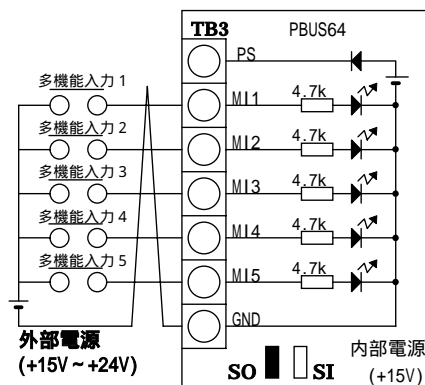 TB3 PBUS64
PS
多機能入力 1
MI1 4.7k
多機能入力 2
MI2 4.7k
多機能入力 3
MI3 4.7k
多機能入力 4
MI4 4.7k
多機能入力 5
MI5 4.7k
GND
外部電源
(+15V～+24V)
SO SI
内部電源
(+15V)